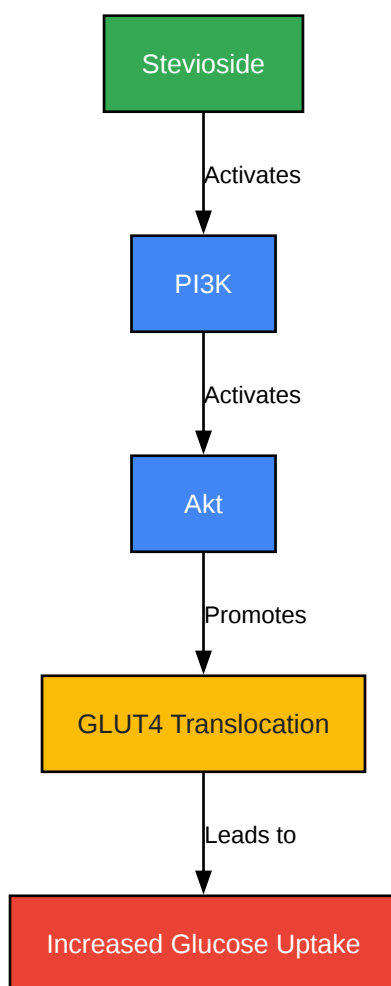 Stevioside
Activates
PI3K
Activates
Akt
Promotes
GLUT4 Translocation
Leads to
Increased Glucose Uptake